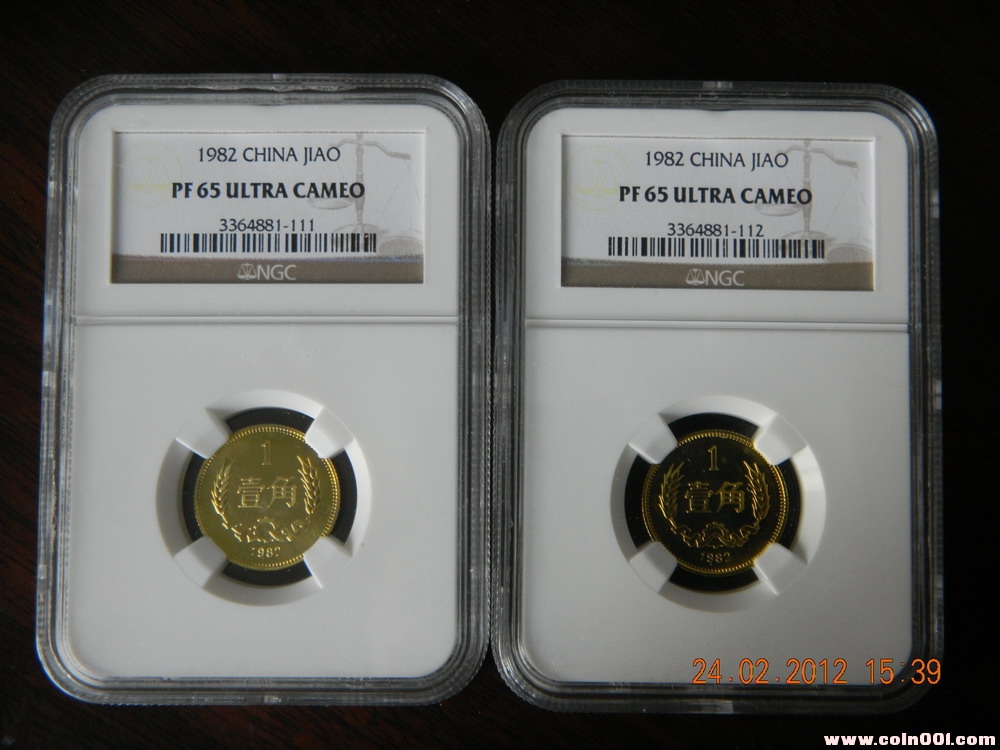 1982 CHINA JIAO
PF 65 ULTRA CAMEO
3364881-111
NGC
1
壹角
1982
1982 CHINA JIAO
PF 65 ULTRA CAMEO
3364881-112
NGC
1
壹角
1982
24.02.2012 15:39
www.coin001.com